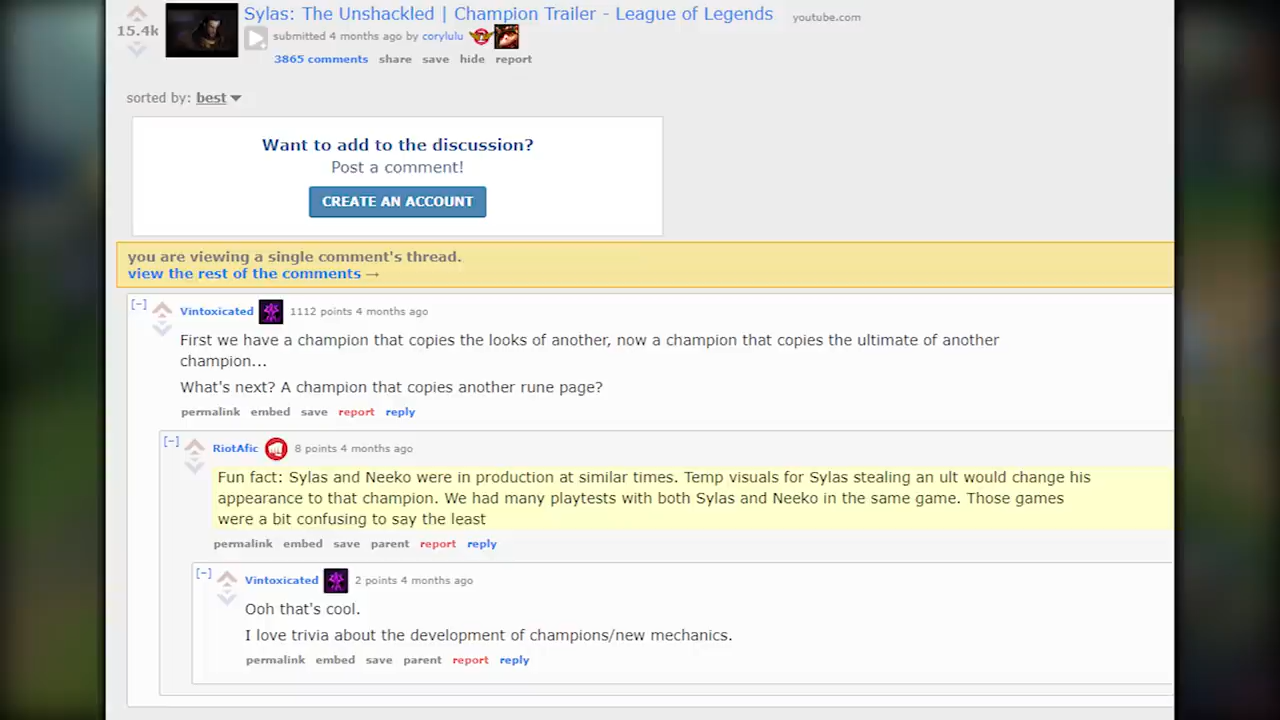 Sylas: The Unshackled | Champion Trailer - League of Legends youtube.com
15.4k
submitted 4 months ago by corylulu
3865 comments share save hide report
sorted by: best
Want to add to the discussion?
Post a comment!
CREATE AN ACCOUNT
you are viewing a single comment's thread.
view the rest of the comments →
[–] Vintoxicated 1112 points 4 months ago
First we have a champion that copies the looks of another, now a champion that copies the ultimate of another
champion...
What's next? A champion that copies another rune page?
permalink embed save report reply
[–] RiotAfic 8 points 4 months ago
Fun fact: Sylas and Neeko were in production at similar times. Temp visuals for Sylas stealing an ult would change his
appearance to that champion. We had many playtests with both Sylas and Neeko in the same game. Those games
were a bit confusing to say the least
permalink embed save parent report reply
[–] Vintoxicated 2 points 4 months ago
Ooh that's cool.
I love trivia about the development of champions/new mechanics.
permalink embed save parent report reply